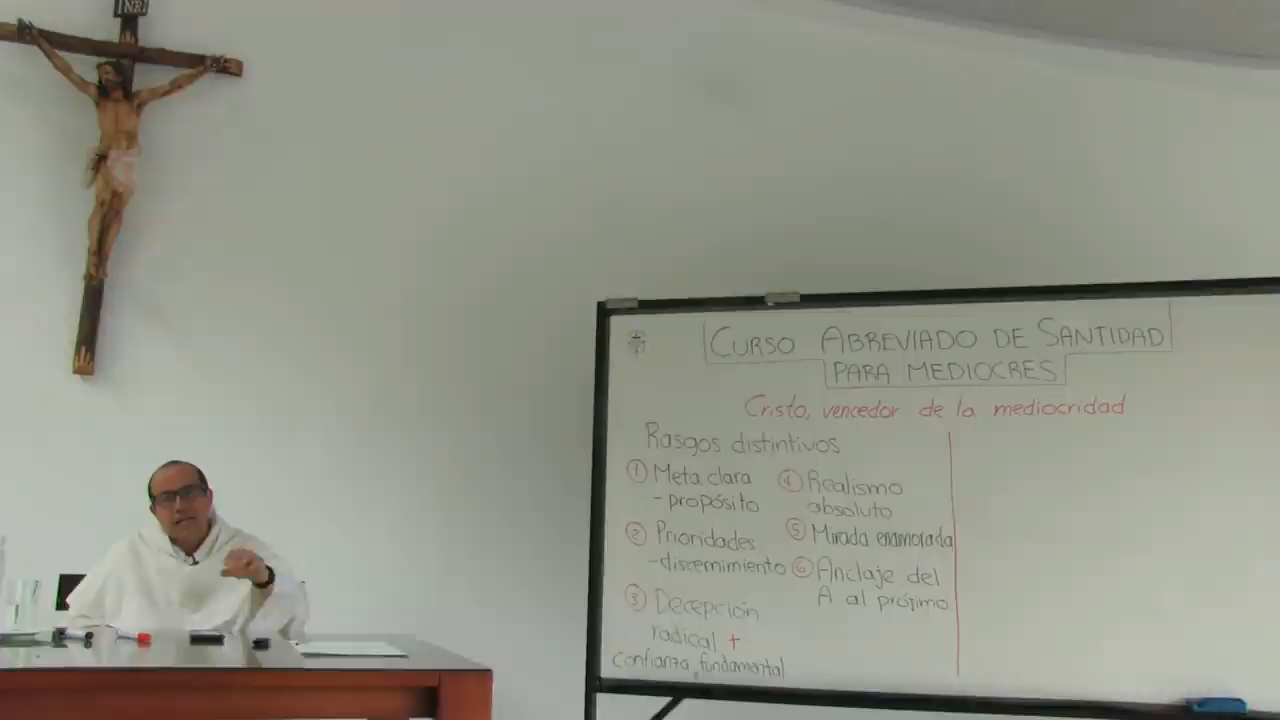 INRI
CURSO ABREVIADO DE SANTIDAD
PARA MEDIOCRES
Cristo, vencedor de la mediocridad
Rasgos distintivos
① Meta clara
- propósito
② Prioridades
- discernimiento
③ Decepción
radical +
confianza fundamental
④ Realismo
absoluto
⑤ Mirada enamorada
⑥ Anclaje del
A al prójimo